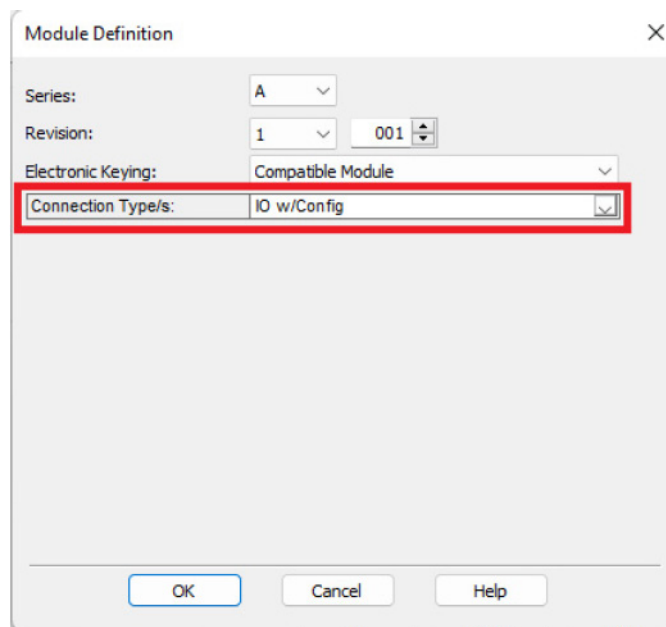 Module Definition
Series: A
Revision: 1 001
Electronic Keying: Compatible Module
Connection Type/s: IO w/Config
OK Cancel Help